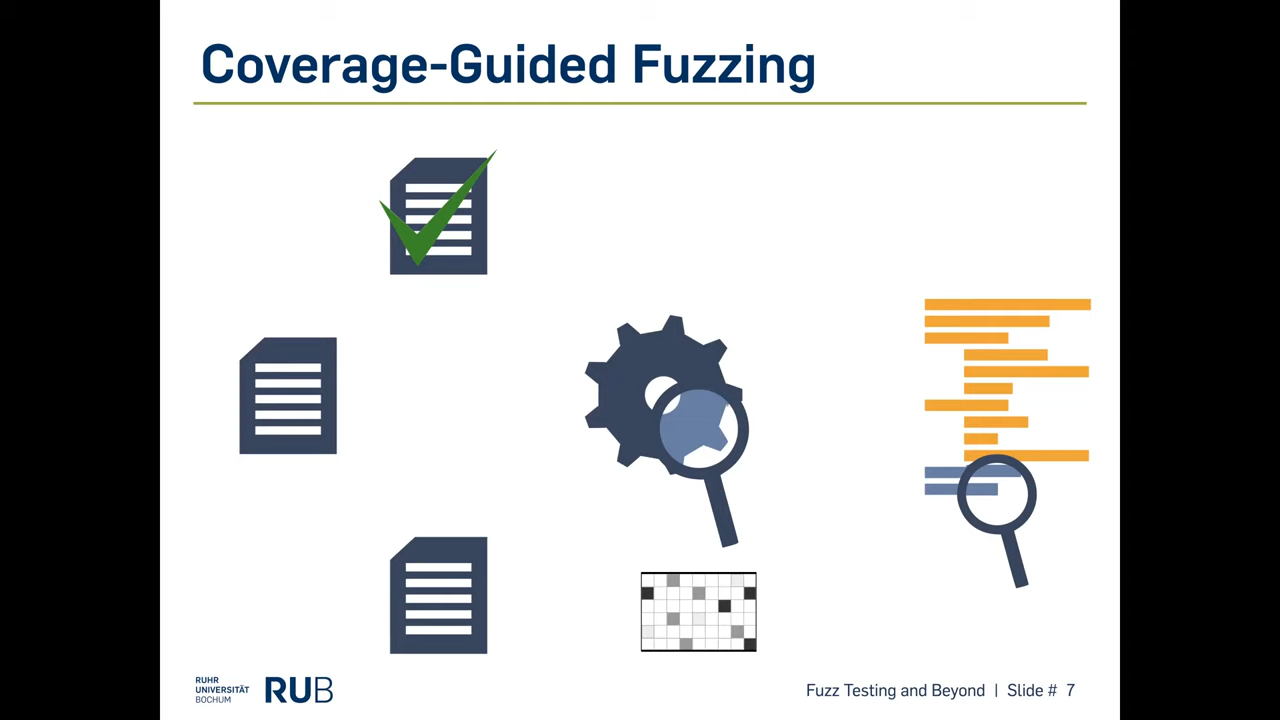 Coverage-Guided Fuzzing
RUHR
UNIVERSITÄT
BOCHUM
RUB
Fuzz Testing and Beyond | Slide # 7